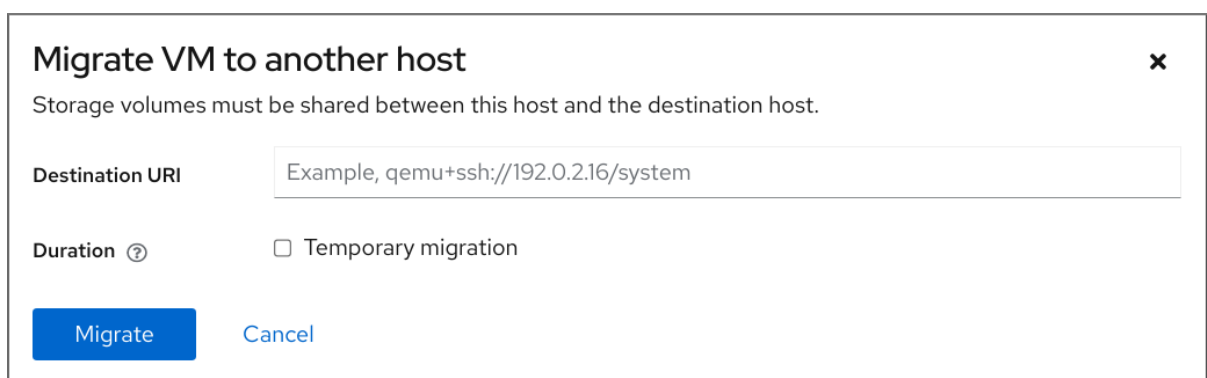 Migrate VM to another host
Storage volumes must be shared between this host and the destination host.
Destination URI
Example, qemu+ssh://192.0.2.16/system
Duration
Temporary migration
Migrate
Cancel